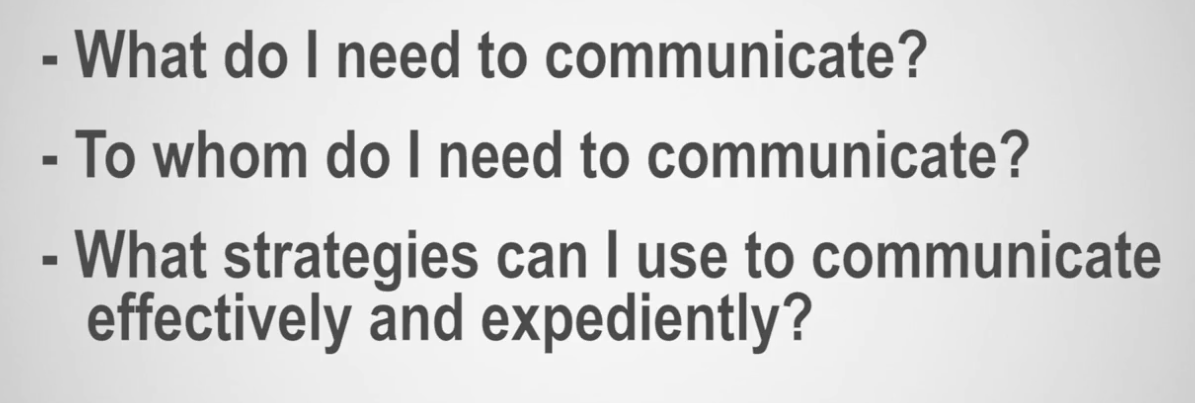 - What do I need to communicate?
- To whom do I need to communicate?
- What strategies can I use to communicate
effectively and expediently?